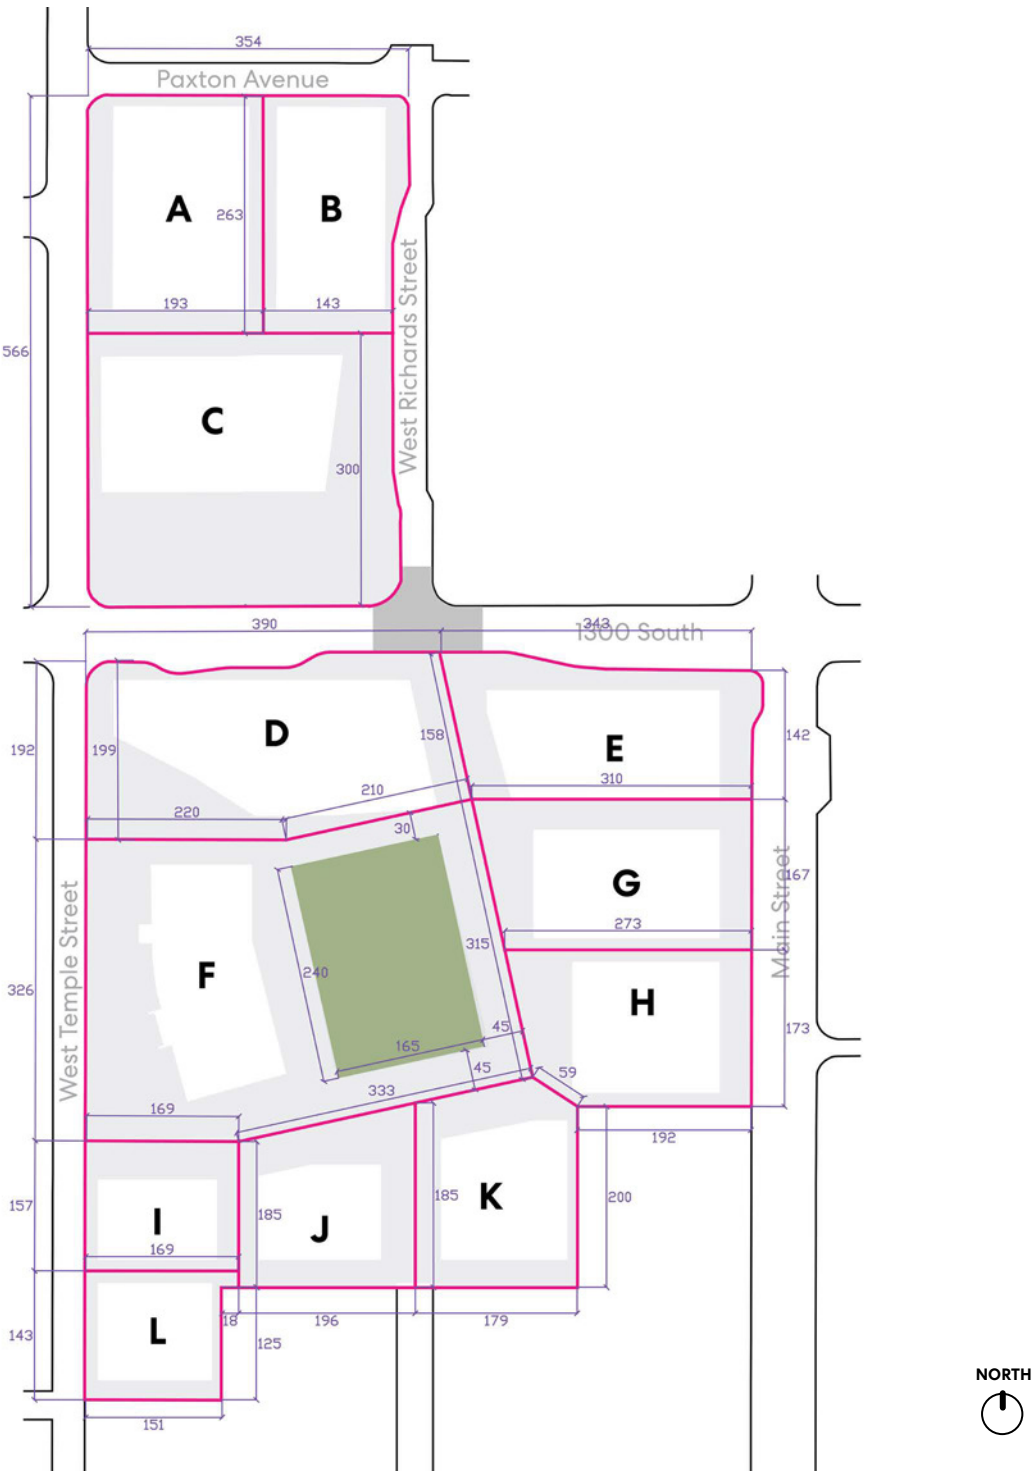 354
Paxton Avenue
A
263
B
193
143
566
West Richards Street
C
300
390
343
1300 South
192
199
D
158
E
142
310
210
220
30
G
167
Main Street
273
315
240
F
West Temple Street
326
H
173
45
165
45
59
333
169
192
157
185
I
J
185
K
200
169
18
196
179
143
L
125
151
NORTH